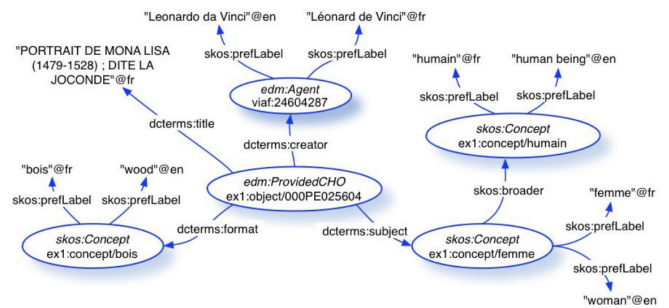 "Leonardo da Vinci"@en
"Léonard de Vinci"@fr
"PORTRAIT DE MONA LISA
(1479-1528) ; DITE LA
JOCONDE"@fr
skos:prefLabel
skos:prefLabel
"humain"@fr
"human being"@en
skos:prefLabel
skos:prefLabel
edm:Agent
viaf:24604287
dcterms:title
dcterms:creator
skos:Concept
ex1:concept/humain
"bois"@fr
"wood"@en
edm:ProvidedCHO
ex1:object/000PE025604
skos:broader
"femme"@fr
skos:prefLabel
skos:prefLabel
skos:prefLabel
dcterms:format
dcterms:subject
skos:Concept
ex1:concept/bois
skos:Concept
ex1:concept/femme
skos:prefLabel
"woman"@en